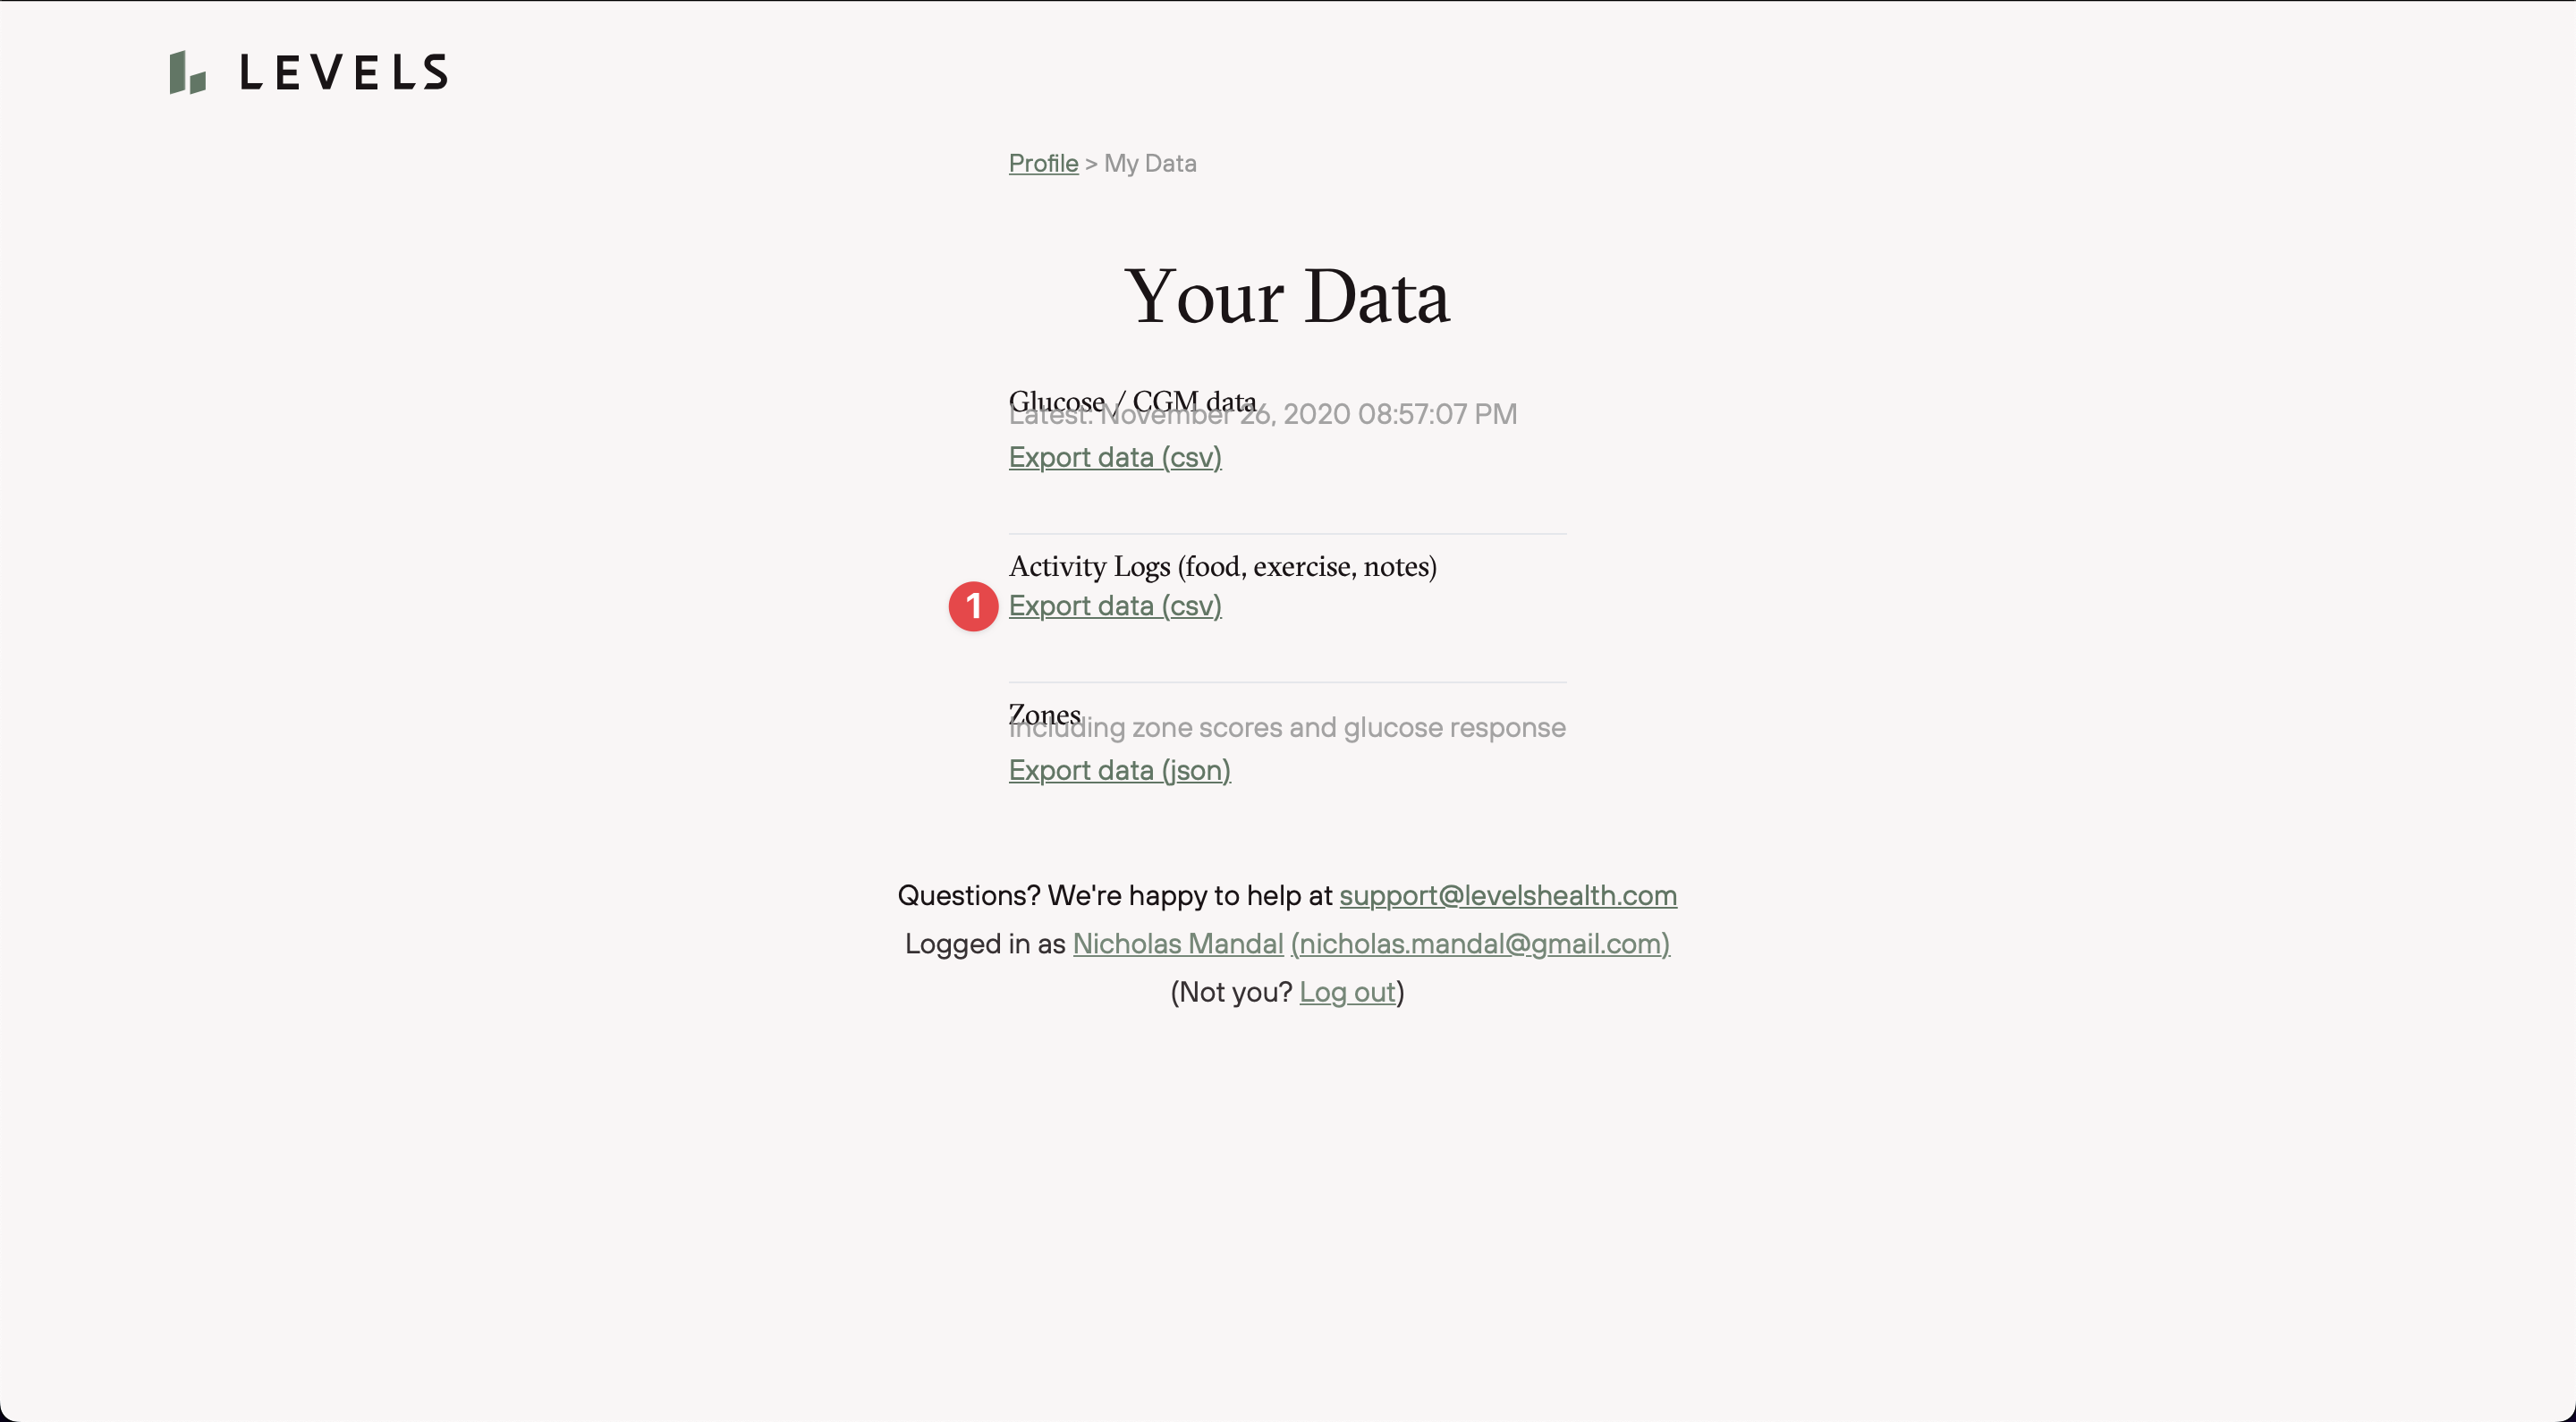 LEVELS
Profile > My Data
Your Data
Glucose / CGM data
Latest: November 26, 2020 08:57:07 PM
Export data (csv)
Activity Logs (food, exercise, notes)
1 Export data (csv)
Zones
Including zone scores and glucose response
Export data (json)
Questions? We're happy to help at support@levelshealth.com
Logged in as Nicholas Mandal (nicholas.mandal@gmail.com)
(Not you? Log out)